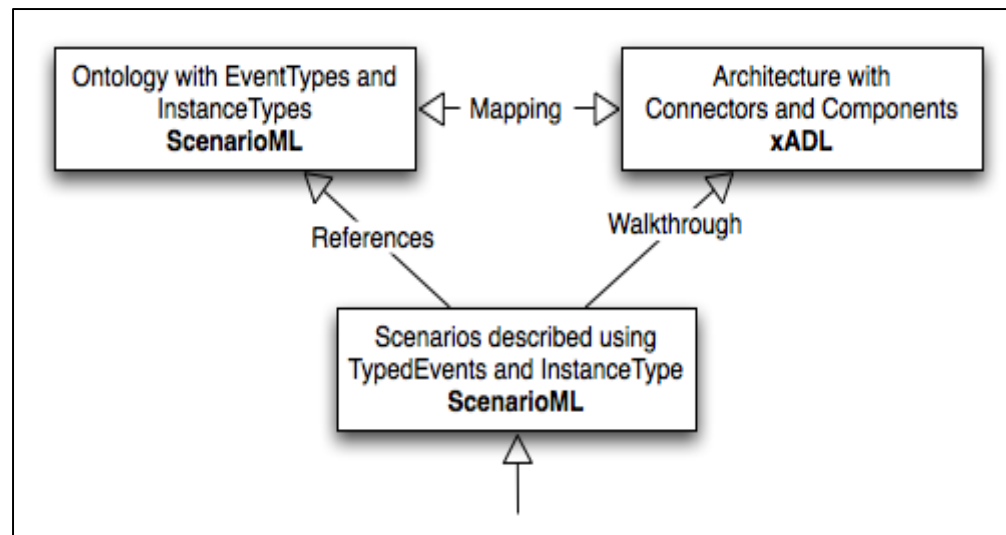 Ontology with EventTypes and
InstanceTypes
ScenarioML
Mapping
Architecture with
Connectors and Components
xADL
References
Walkthrough
Scenarios described using
TypedEvents and InstanceType
ScenarioML